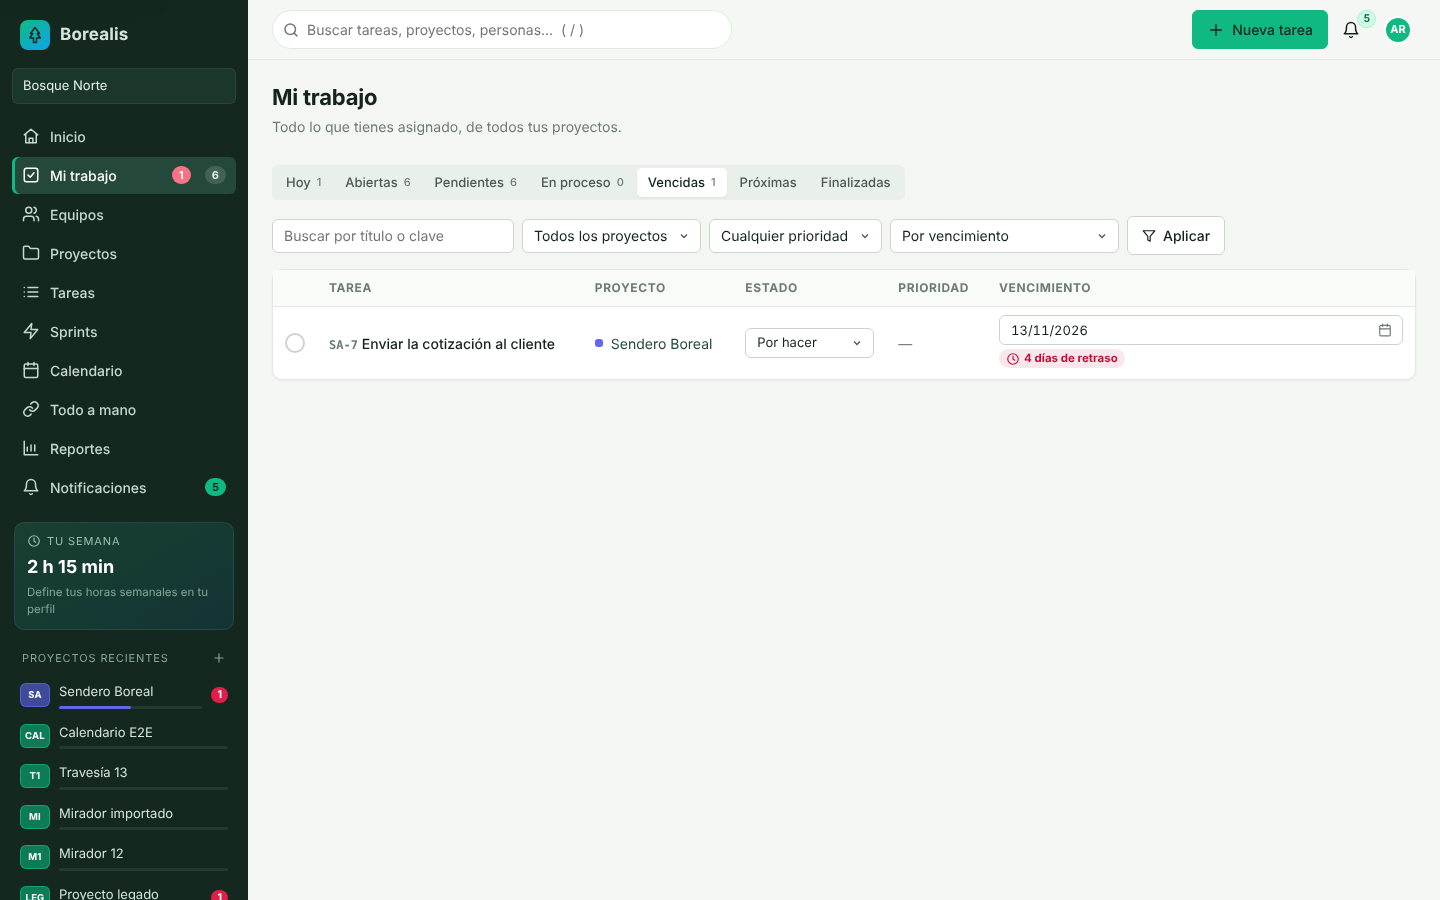 Borealis
Bosque Norte
Inicio
Mi trabajo 1 6
Equipos
Proyectos
Tareas
Sprints
Calendario
Todo a mano
Reportes
Notificaciones 5
TU SEMANA
2 h 15 min
Define tus horas semanales en tu
perfil
PROYECTOS RECIENTES
SA Sendero Boreal 1
CAL Calendario E2E
T1 Travesía 13
MI Mirador importado
M1 Mirador 12
LEG Proyecto legado 1
Buscar tareas, proyectos, personas... ( / )
Nueva tarea
5
AR
Mi trabajo
Todo lo que tienes asignado, de todos tus proyectos.
Hoy 1 Abiertas 6 Pendientes 6 En proceso 0 Vencidas 1 Próximas Finalizadas
Buscar por título o clave Todos los proyectos Cualquier prioridad Por vencimiento Aplicar
TAREA PROYECTO ESTADO PRIORIDAD VENCIMIENTO
SA-7 Enviar la cotización al cliente Sendero Boreal Por hacer — 13/11/2026
4 días de retraso